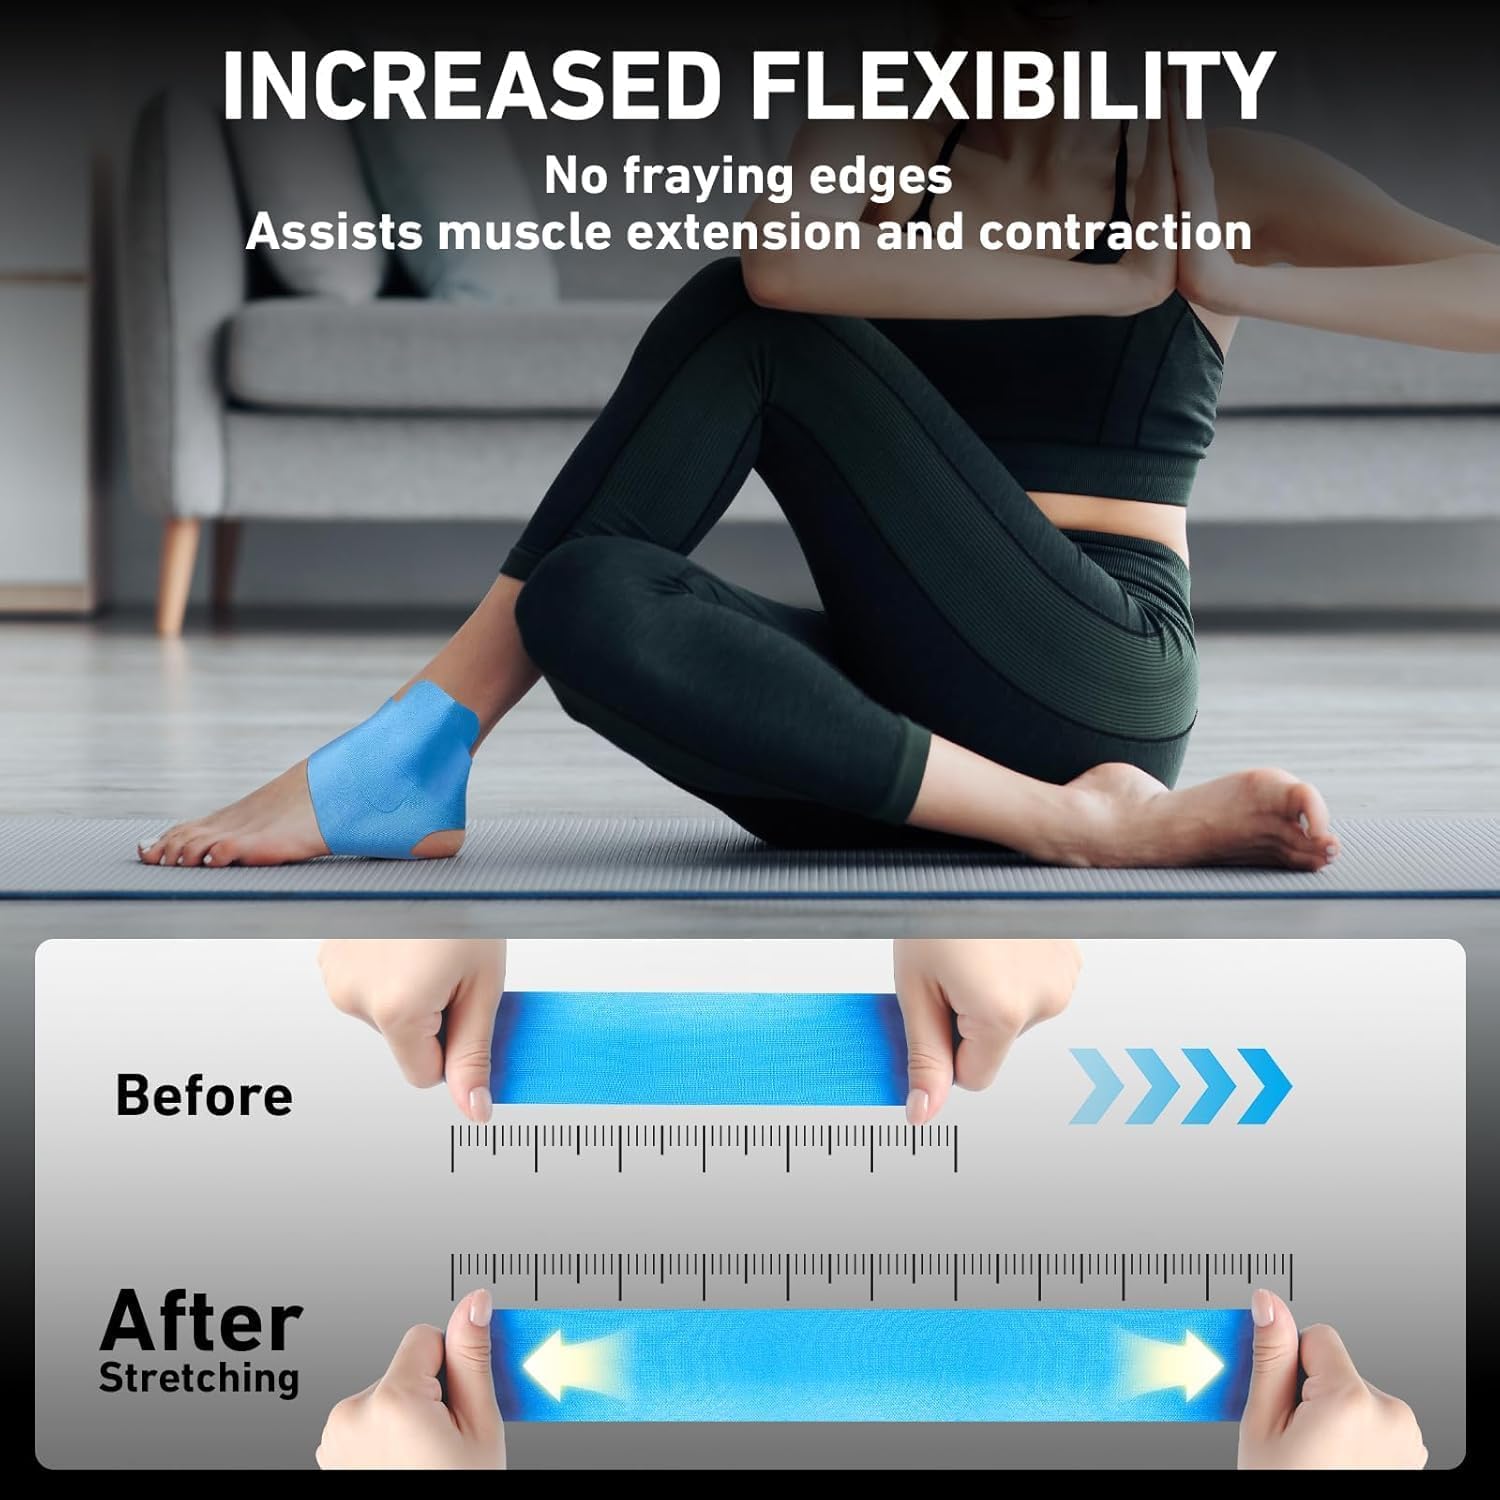 INCREASED FLEXIBILITY
No fraying edges
Assists muscle extension and contraction
Before
After
Stretching